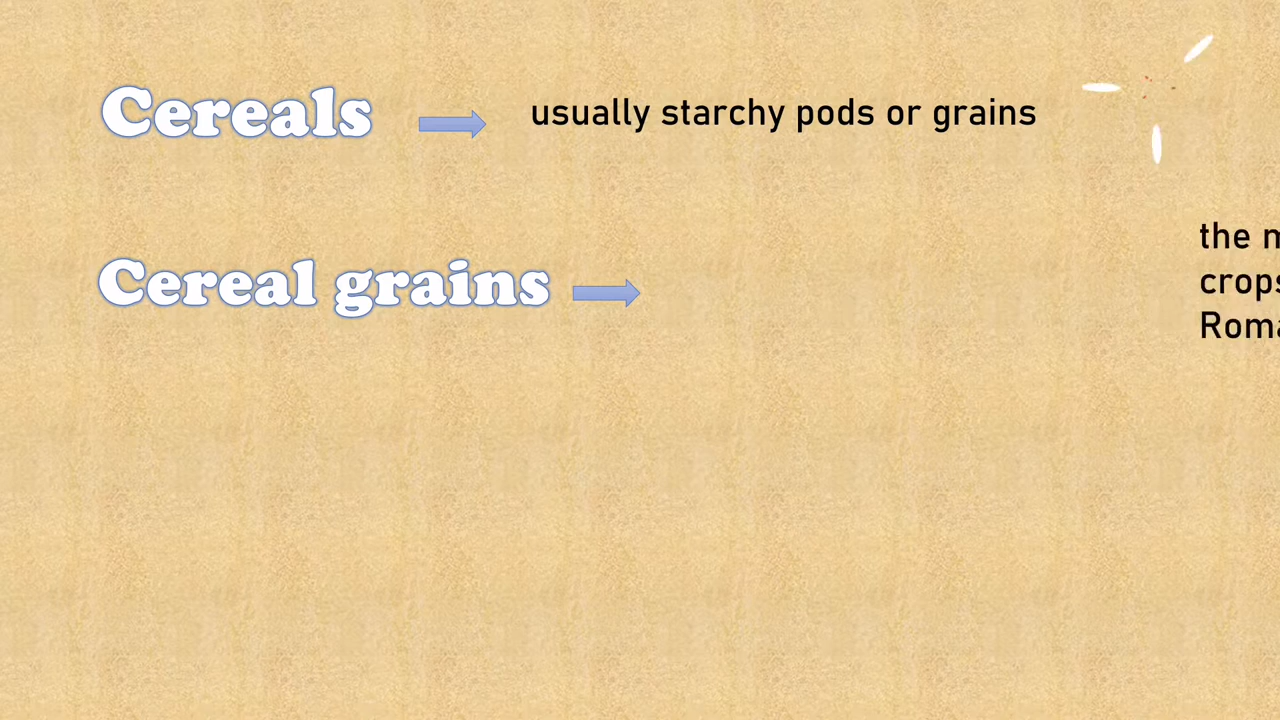 Cereals
usually starchy pods or grains
Cereal grains
the
crops